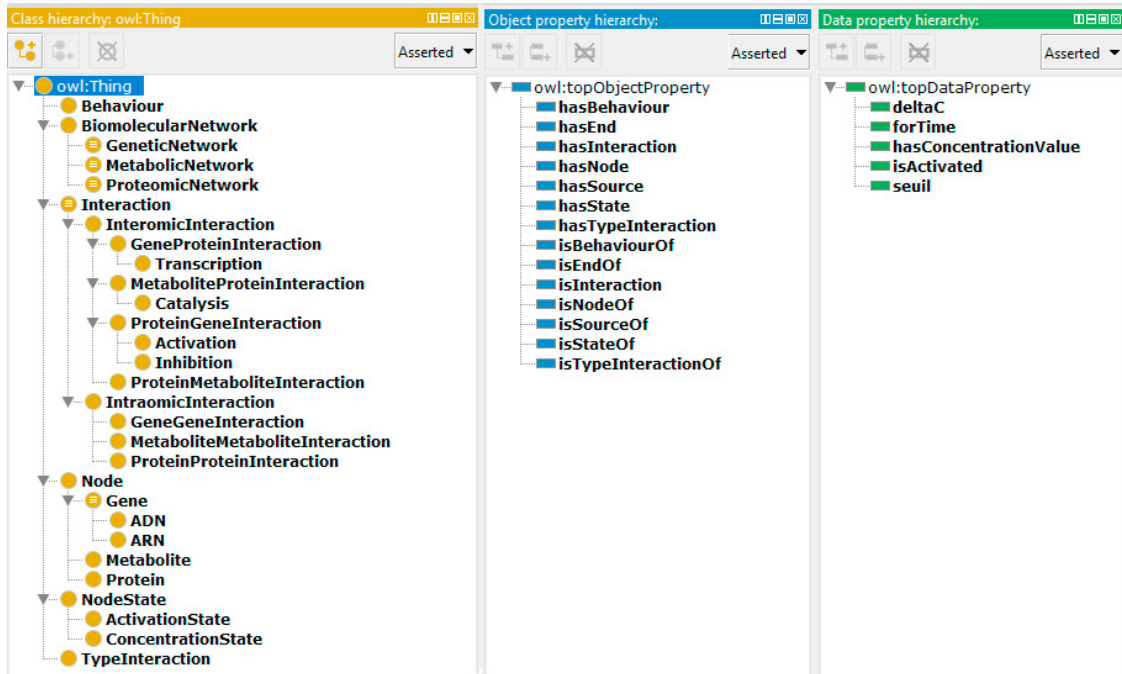 Class hierarchy: owl:Thing
Asserted
owl:Thing
Behaviour
BiomolecularNetwork
GeneticNetwork
MetabolicNetwork
ProteomicNetwork
Interaction
InteromicInteraction
GeneProteinInteraction
Transcription
MetaboliteProteinInteraction
Catalysis
ProteinGeneInteraction
Activation
Inhibition
ProteinMetaboliteInteraction
IntraomicInteraction
GeneGeneInteraction
MetaboliteMetaboliteInteraction
ProteinProteinInteraction
Node
Gene
ADN
ARN
Metabolite
Protein
NodeState
ActivationState
ConcentrationState
TypeInteraction
Object property hierarchy:
Asserted
owl:topObjectProperty
hasBehaviour
hasEnd
hasInteraction
hasNode
hasSource
hasState
hasTypeInteraction
isBehaviourOf
isEndOf
isInteraction
isNodeOf
isSourceOf
isStateOf
isTypeInteractionOf
Data property hierarchy:
Asserted
owl:topDataProperty
deltaC
forTime
hasConcentrationValue
isActivated
seuil